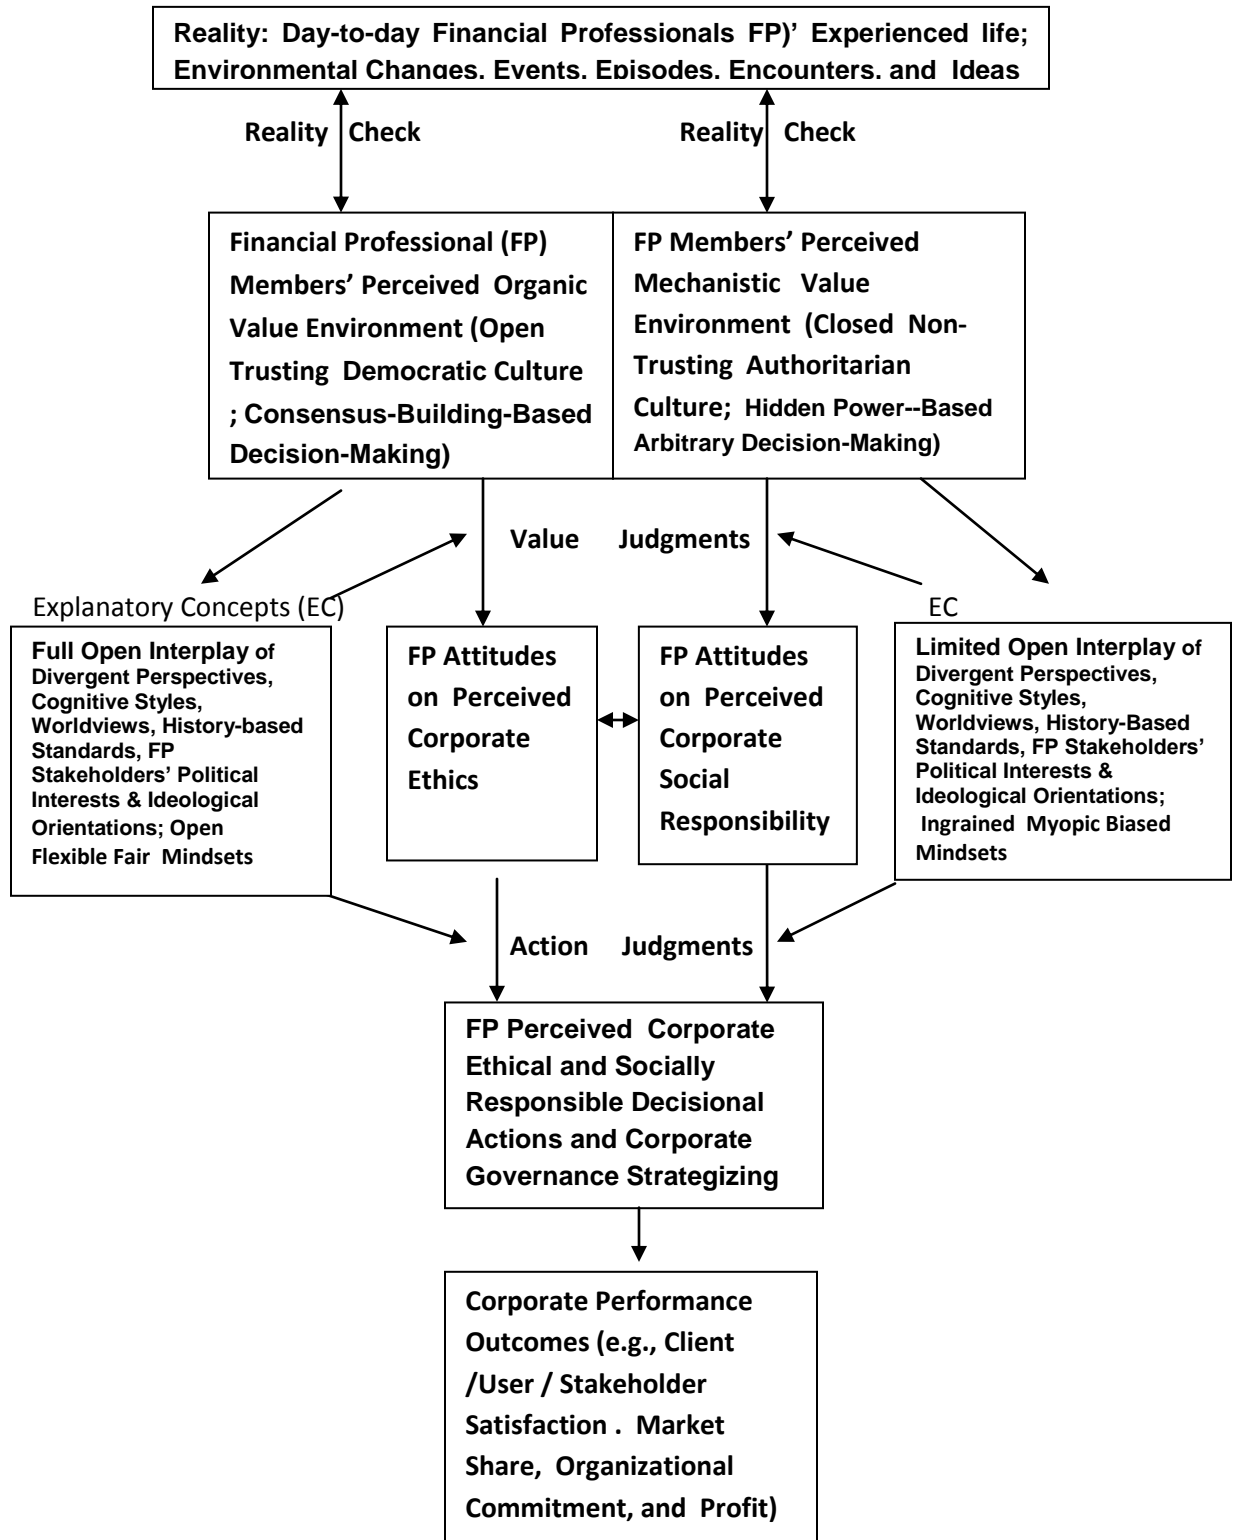 Reality: Day-to-day Financial Professionals FP)' Experienced life;
Environmental Changes, Events, Episodes, Encounters, and Ideas
Reality Check
Reality Check
Financial Professional (FP)
Members' Perceived Organic
Value Environment (Open
Trusting Democratic Culture
; Consensus-Building-Based
Decision-Making)
FP Members' Perceived
Mechanistic Value
Environment (Closed Non-
Trusting Authoritarian
Culture; Hidden Power--Based
Arbitrary Decision-Making)
Value Judgments
Explanatory Concepts (EC)
EC
Full Open Interplay of
Divergent Perspectives,
Cognitive Styles,
Worldviews, History-based
Standards, FP
Stakeholders' Political
Interests & Ideological
Orientations; Open
Flexible Fair Mindsets
FP Attitudes
on Perceived
Corporate
Ethics
FP Attitudes
on Perceived
Corporate
Social
Responsibility
Limited Open Interplay of
Divergent Perspectives,
Cognitive Styles,
Worldviews, History-Based
Standards, FP Stakeholders'
Political Interests &
Ideological Orientations;
Ingrained Myopic Biased
Mindsets
Action Judgments
FP Perceived Corporate
Ethical and Socially
Responsible Decisional
Actions and Corporate
Governance Strategizing
Corporate Performance
Outcomes (e.g., Client
/User / Stakeholder
Satisfaction . Market
Share, Organizational
Commitment, and Profit)